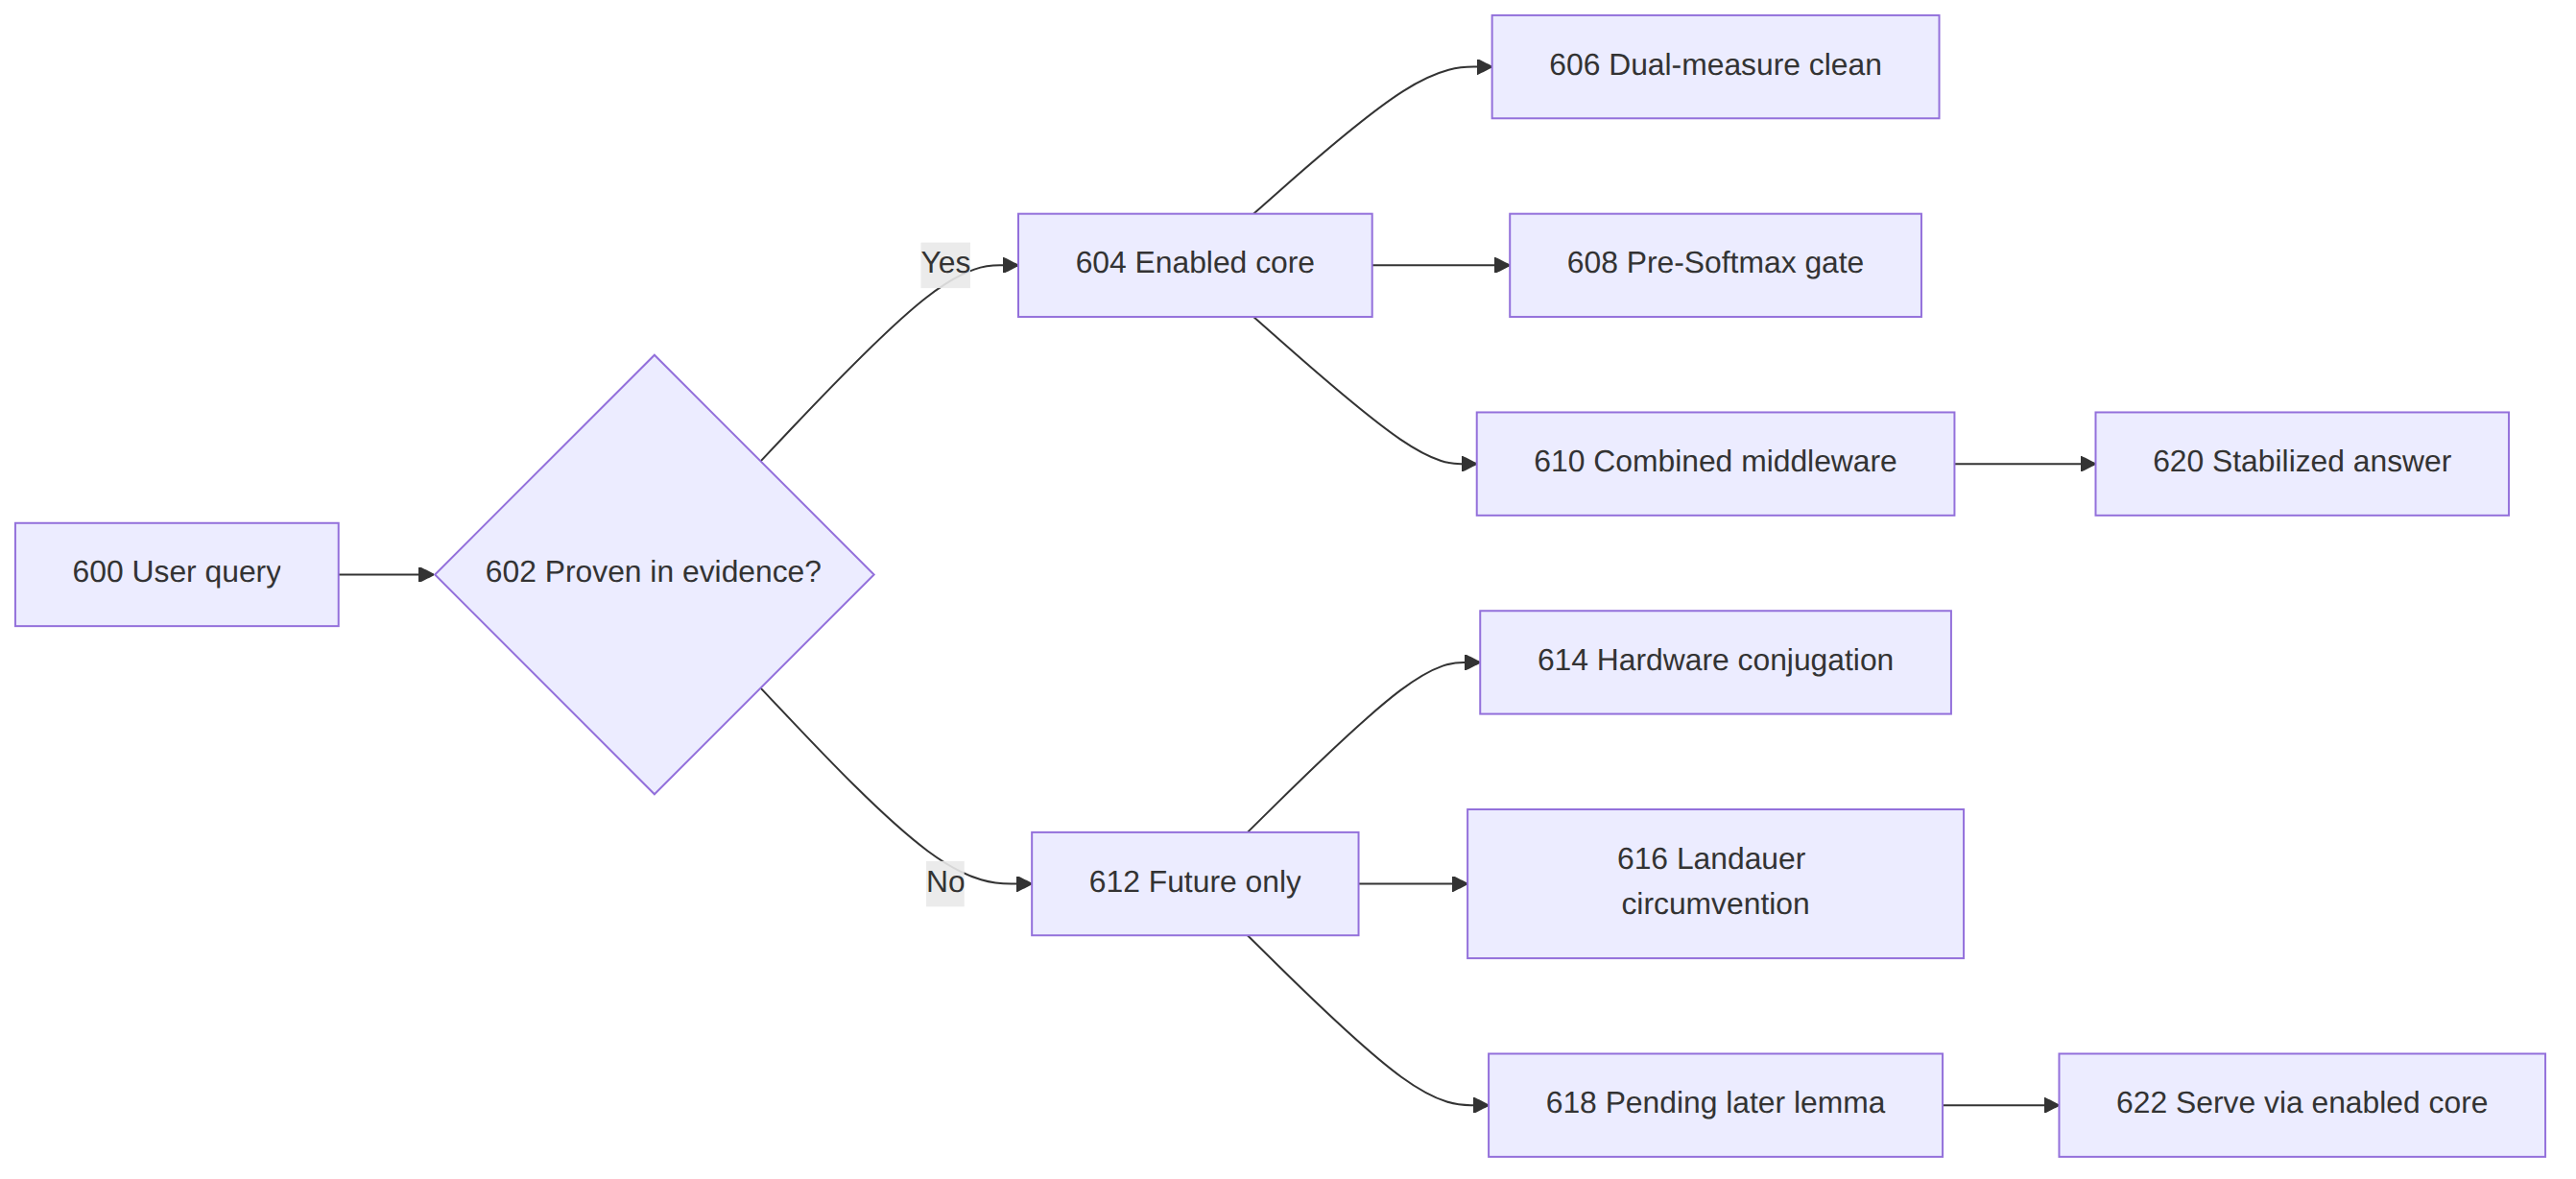 600 User query
602 Proven in evidence?
Yes
No
604 Enabled core
612 Future only
606 Dual-measure clean
608 Pre-Softmax gate
610 Combined middleware
614 Hardware conjugation
616 Landauer
circumvention
618 Pending later lemma
620 Stabilized answer
622 Serve via enabled core